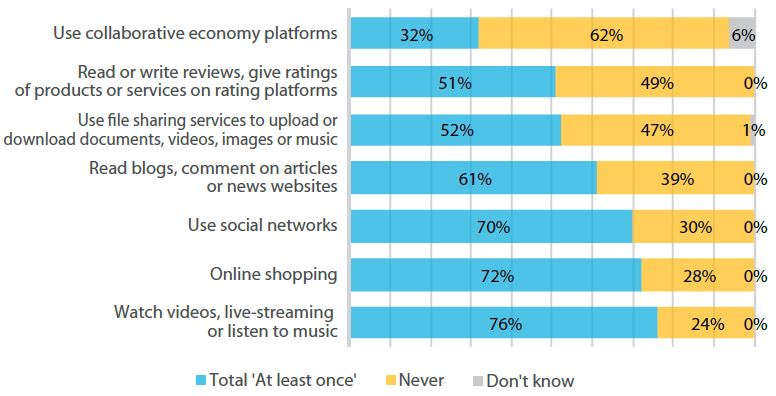 Use collaborative economy platforms
32% 62% 6%
Read or write reviews, give ratings
of products or services on rating platforms
51% 49% 0%
Use file sharing services to upload or
download documents, videos, images or music
52% 47% 1%
Read blogs, comment on articles
or news websites
61% 39% 0%
Use social networks
70% 30% 0%
Online shopping
72% 28% 0%
Watch videos, live-streaming
or listen to music
76% 24% 0%
Total 'At least once' Never Don't know